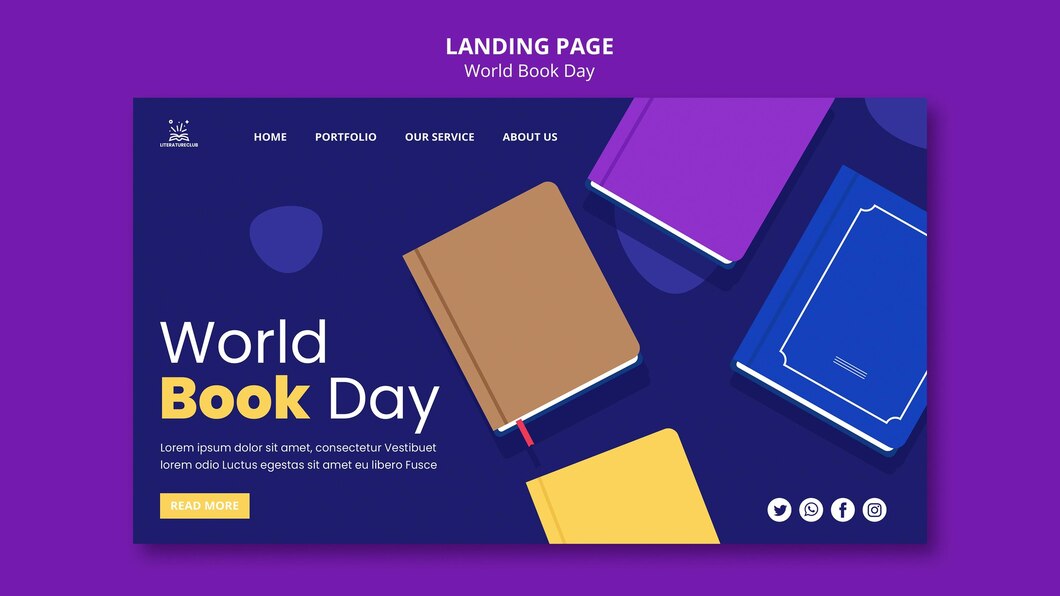 LANDING PAGE
World Book Day
LITERATURECLUB
HOME PORTFOLIO OUR SERVICE ABOUT US
World
Book Day
Lorem ipsum dolor sit amet, consectetur Vestibuet
lorem odio Luctus egestas sit amet eu libero Fusce
READ MORE